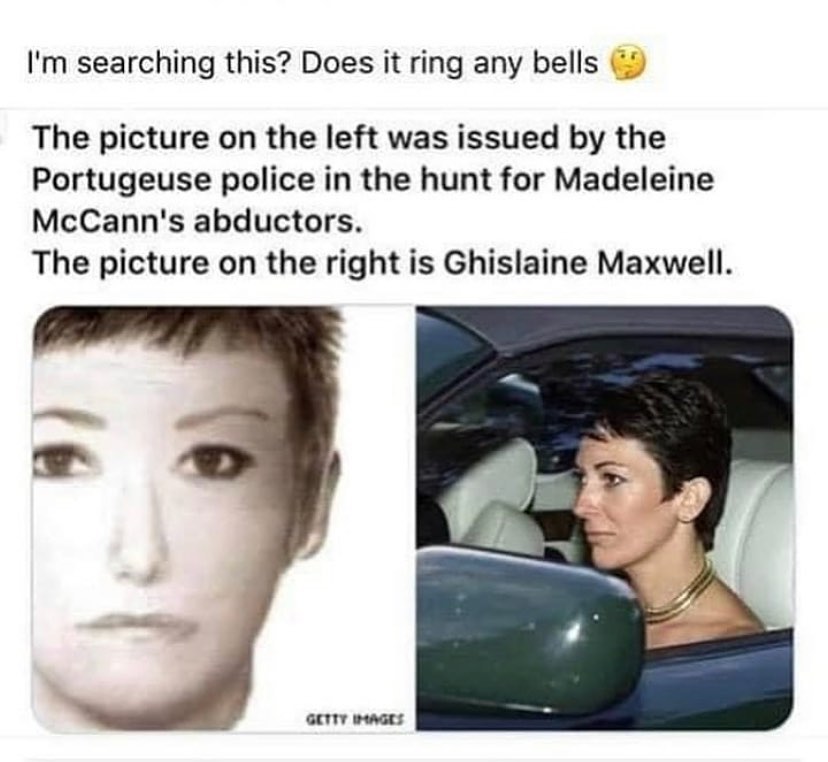 I'm searching this? Does it ring any bells 🤔
The picture on the left was issued by the
Portugeuse police in the hunt for Madeleine
McCann's abductors.
The picture on the right is Ghislaine Maxwell.
GETTY IMAGES